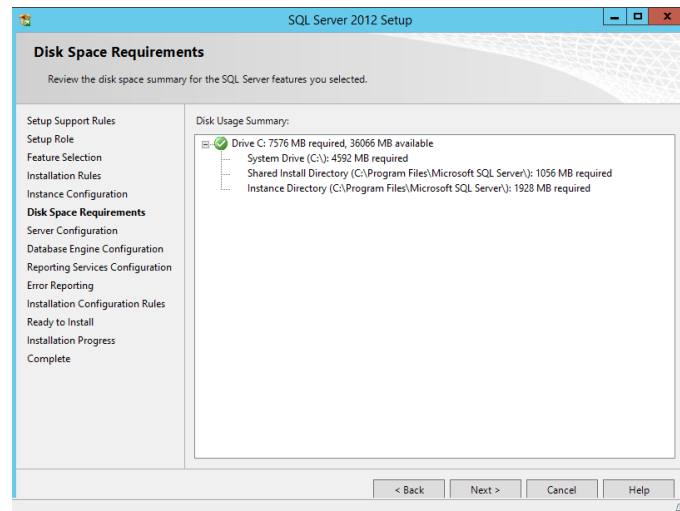 SQL Server 2012 Setup
Disk Space Requirements
Review the disk space summary for the SQL Server features you selected.
Setup Support Rules
Setup Role
Feature Selection
Installation Rules
Instance Configuration
Disk Space Requirements
Server Configuration
Database Engine Configuration
Reporting Services Configuration
Error Reporting
Installation Configuration Rules
Ready to Install
Installation Progress
Complete
Disk Usage Summary:
Drive C: 7576 MB required, 36066 MB available
System Drive (C:\): 4592 MB required
Shared Install Directory (C:\Program Files\Microsoft SQL Server\): 1056 MB required
Instance Directory (C:\Program Files\Microsoft SQL Server\): 1928 MB required
< Back
Next >
Cancel
Help